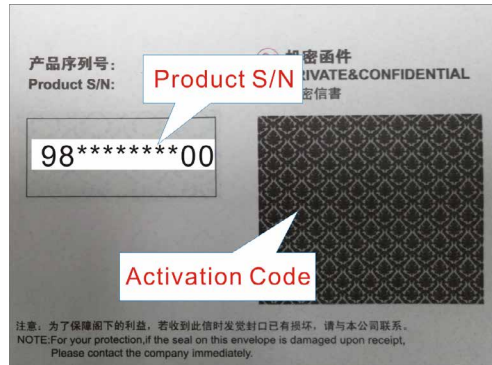 产品序列号:
Product S/N:
Product S/N
密函件
RIVATE&CONFIDENTIAL
密信書
98********00
Activation Code
注意：为了保障阁下的利益，若收到此信时发觉封口已有损坏，请与本公司联系。
NOTE:For your protection,if the seal on this envelope is damaged upon receipt,
Please contact the company immediately.